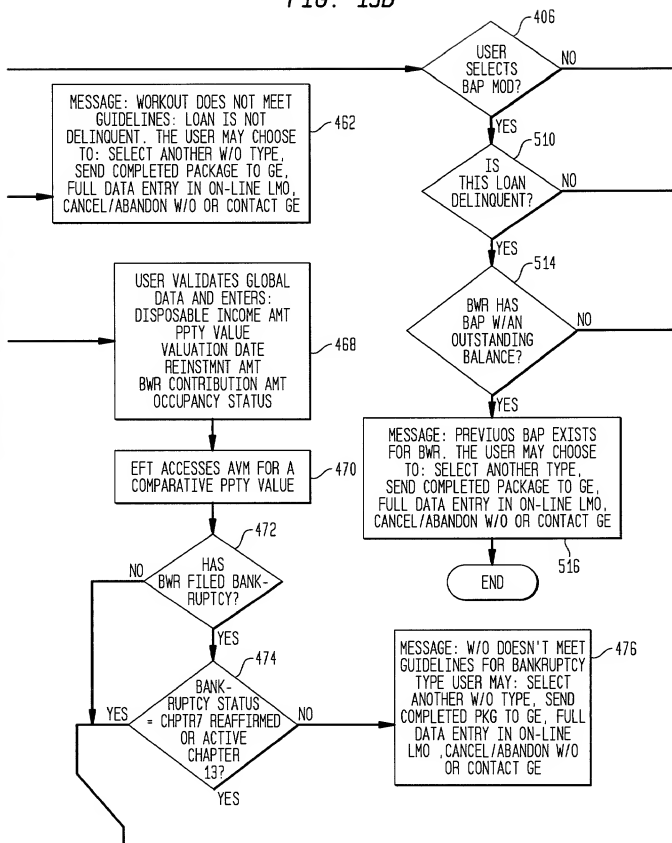 FIG. 15B
406
USER
SELECTS
BAP MOD?
NO
YES
MESSAGE: WORKOUT DOES NOT MEET
GUIDELINES: LOAN IS NOT
DELINQUENT. THE USER MAY CHOOSE
TO: SELECT ANOTHER W/O TYPE,
SEND COMPLETED PACKAGE TO GE,
FULL DATA ENTRY IN ON-LINE LMO,
CANCEL/ABANDON W/O OR CONTACT GE
462
510
IS
THIS LOAN
DELINQUENT?
NO
YES
514
BWR HAS
BAP W/AN
OUTSTANDING
BALANCE?
NO
YES
USER VALIDATES GLOBAL
DATA AND ENTERS:
DISPOSABLE INCOME AMT
PPTY VALUE
VALUATION DATE
REINSTMNT AMT
BWR CONTRIBUTION AMT
OCCUPANCY STATUS
468
MESSAGE: PREVIUOS BAP EXISTS
FOR BWR. THE USER MAY CHOOSE
TO: SELECT ANOTHER TYPE,
SEND COMPLETED PACKAGE TO GE,
FULL DATA ENTRY IN ON-LINE LMO,
CANCEL/ABANDON W/O OR CONTACT GE
516
END
EFT ACCESSES AVM FOR A
COMPARATIVE PPTY VALUE
470
472
HAS
BWR FILED BANK-
RUPTCY?
NO
YES
474
BANK-
RUPTCY STATUS
= CHPTR7 REAFFIRMED
OR ACTIVE
CHAPTER
13?
YES
NO
YES
MESSAGE: W/O DOESN'T MEET
GUIDELINES FOR BANKRUPTCY
TYPE USER MAY: SELECT
ANOTHER W/O TYPE, SEND
COMPLETED PKG TO GE, FULL
DATA ENTRY IN ON-LINE
LMO ,CANCEL/ABANDON W/O
OR CONTACT GE
476